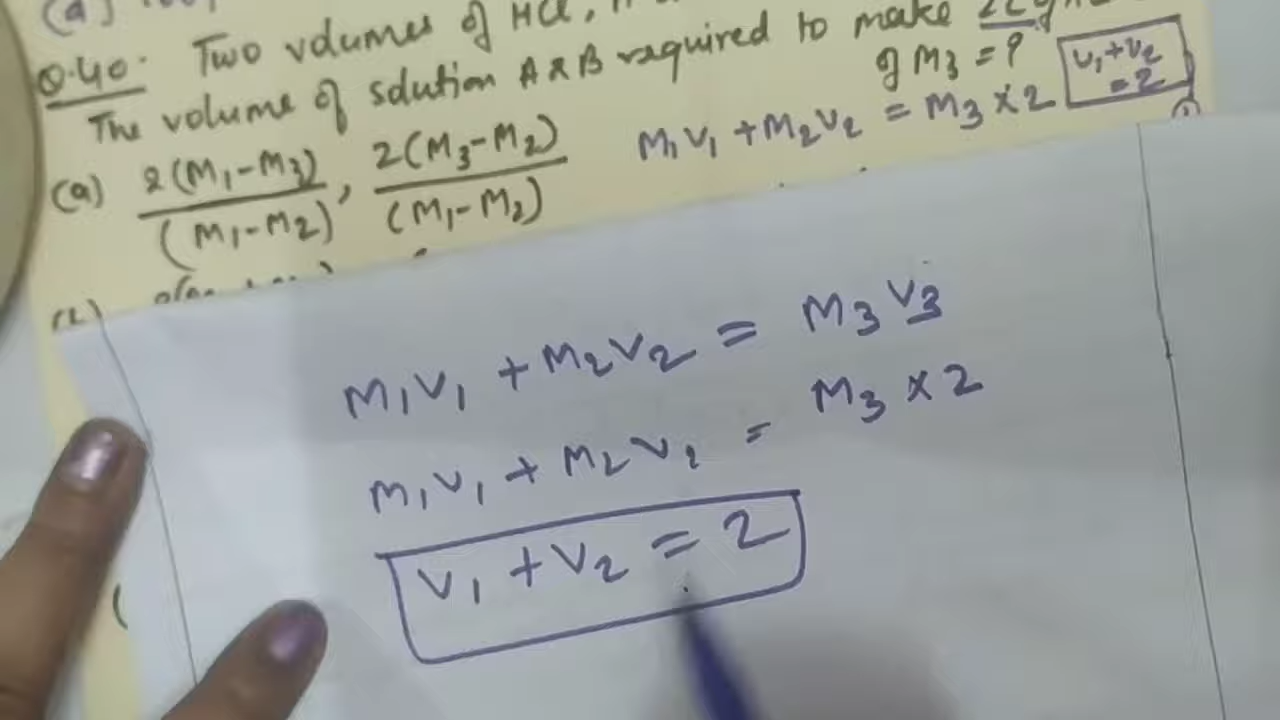 (a)
Q.40. Two volumes of HCl,
The volume of solution A & B required to make 2L
of M3 = ?
V1+V2
= 2
(a) 2(M1-M3)/(M1-M2), 2(M3-M2)/(M1-M2)
M1V1 + M2V2 = M3 × 2
M1V1 + M2V2 = M3V3
M1V1 + M2V2 = M3 × 2
V1 + V2 = 2